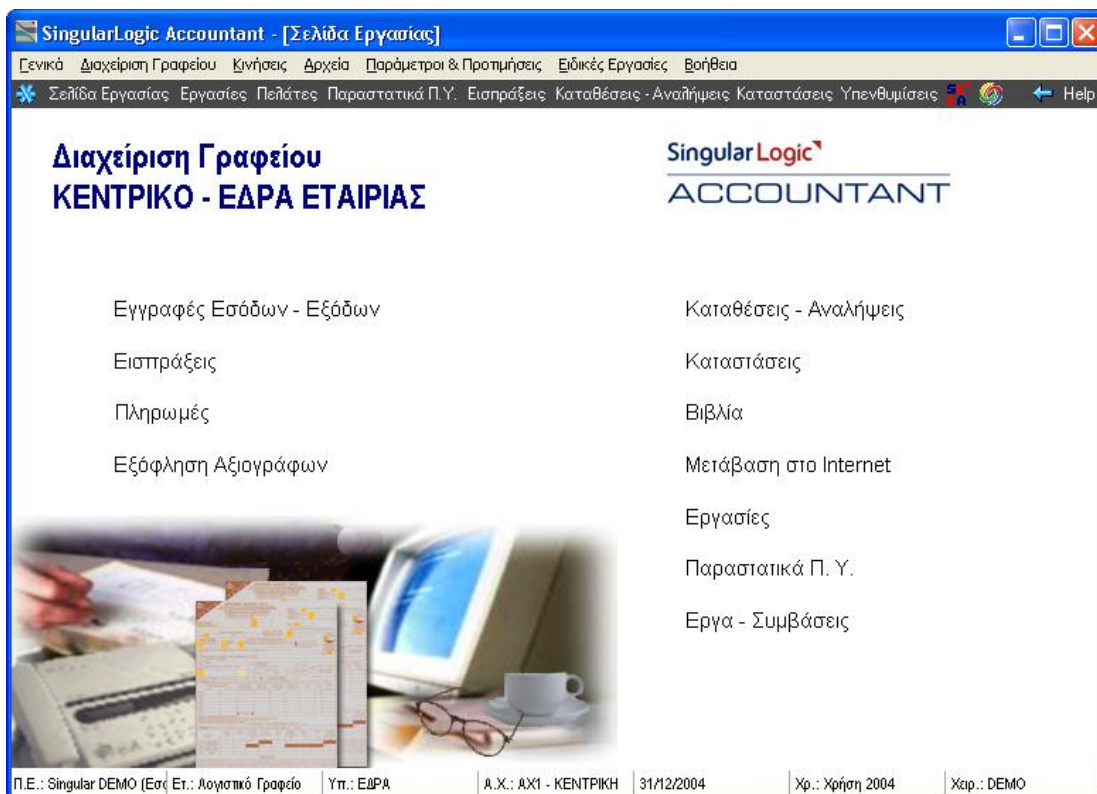 SingularLogic Accountant - [Σελίδα Εργασίας]
Γενικά Διαχείριση Γραφείου Κινήσεις Αρχεία Παράμετροι & Προτιμήσεις Ειδικές Εργασίες Βοήθεια
Σελίδα Εργασίας Εργασίες Πελάτες Παραστατικά Π.Υ. Εισπράξεις Καταθέσεις - Αναλήψεις Καταστάσεις Υπενθυμίσεις Help
Διαχείριση Γραφείου
ΚΕΝΤΡΙΚΟ - ΕΔΡΑ ΕΤΑΙΡΙΑΣ
SingularLogic
ACCOUNTANT
Εγγραφές Εσόδων - Εξόδων
Εισπράξεις
Πληρωμές
Εξόφληση Αξιογράφων
Καταθέσεις - Αναλήψεις
Καταστάσεις
Βιβλία
Μετάβαση στο Internet
Εργασίες
Παραστατικά Π. Υ.
Εργα - Συμβάσεις
Π.Ε.: Singular DEMO (Εσο Ετ.: Λογιστικό Γραφείο Υπ.: ΕΔΡΑ Α.Χ.: ΑΧ1 - ΚΕΝΤΡΙΚΗ 31/12/2004 Χρ.: Χρήση 2004 Χειρ.: DEMO